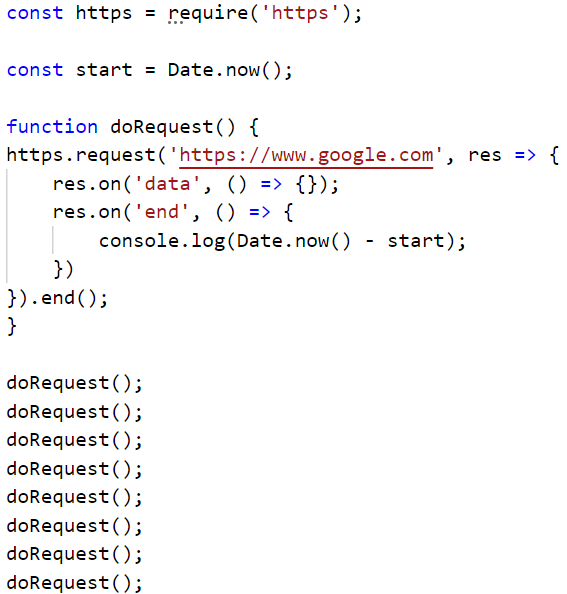 const https = require('https');
const start = Date.now();
function doRequest() {
https.request('https://www.google.com', res => {
    res.on('data', () => {});
    res.on('end', () => {
        console.log(Date.now() - start);
    })
}).end();
}
doRequest();
doRequest();
doRequest();
doRequest();
doRequest();
doRequest();
doRequest();
doRequest();